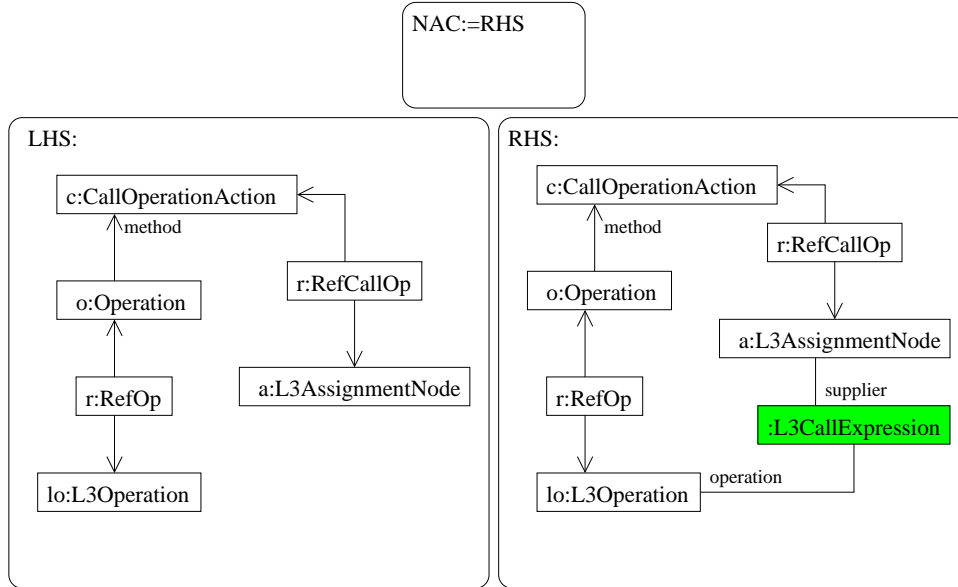 NAC:=RHS
LHS:
c:CallOperationAction
method
r:RefCallOp
o:Operation
a:L3AssignmentNode
r:RefOp
lo:L3Operation
RHS:
c:CallOperationAction
method
r:RefCallOp
o:Operation
a:L3AssignmentNode
r:RefOp
supplier
:L3CallExpression
lo:L3Operation
operation